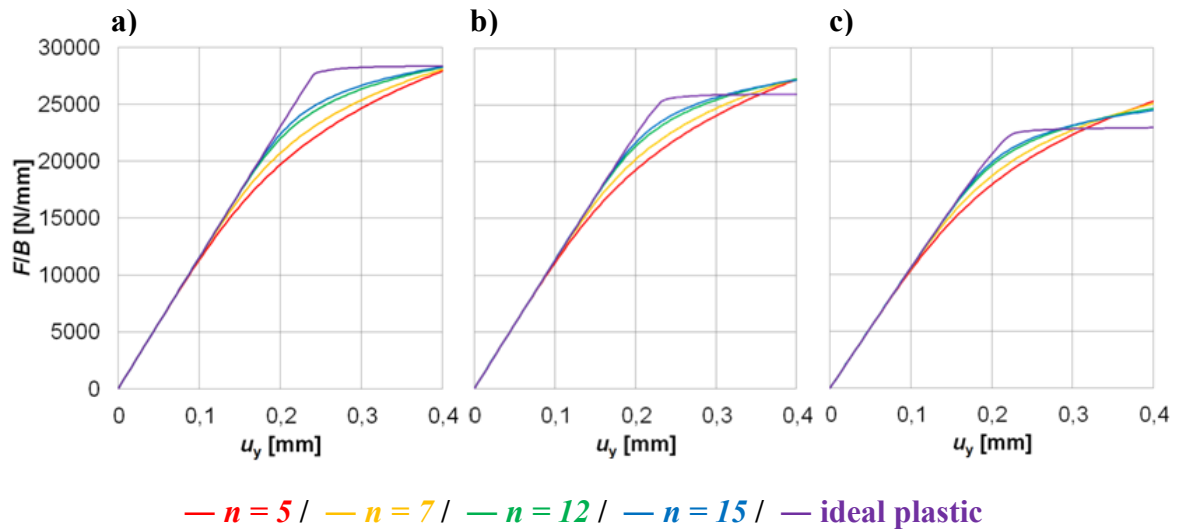 a) b) c)
F/B [N/mm]
30000
25000
20000
15000
10000
5000
0
0 0,1 0,2 0,3 0,4 0 0,1 0,2 0,3 0,4 0 0,1 0,2 0,3 0,4
uy [mm] uy [mm] uy [mm]
— n = 5 / — n = 7 / — n = 12 / — n = 15 / — ideal plastic